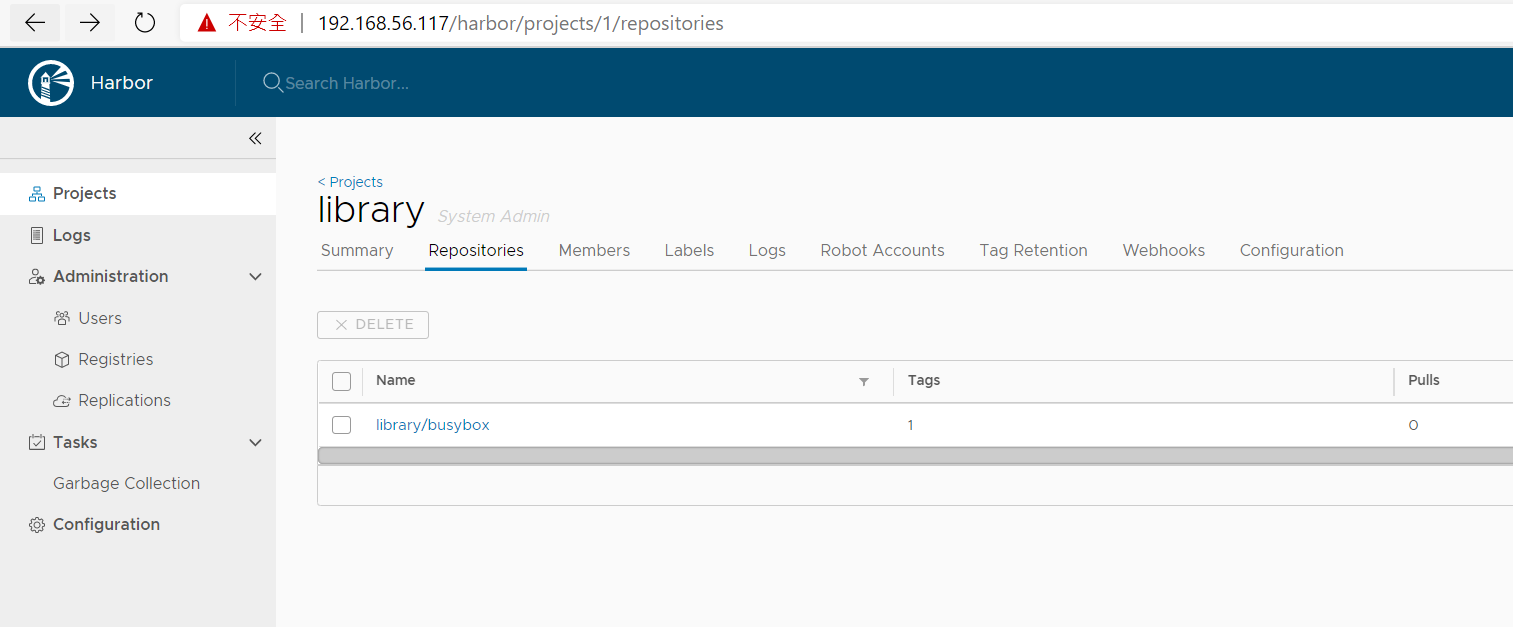 不安全 | 192.168.56.117/harbor/projects/1/repositories
Harbor
Search Harbor...
Projects
Logs
Administration
Users
Registries
Replications
Tasks
Garbage Collection
Configuration
< Projects
library System Admin
Summary Repositories Members Labels Logs Robot Accounts Tag Retention Webhooks Configuration
DELETE
Name Tags Pulls
library/busybox 1 0